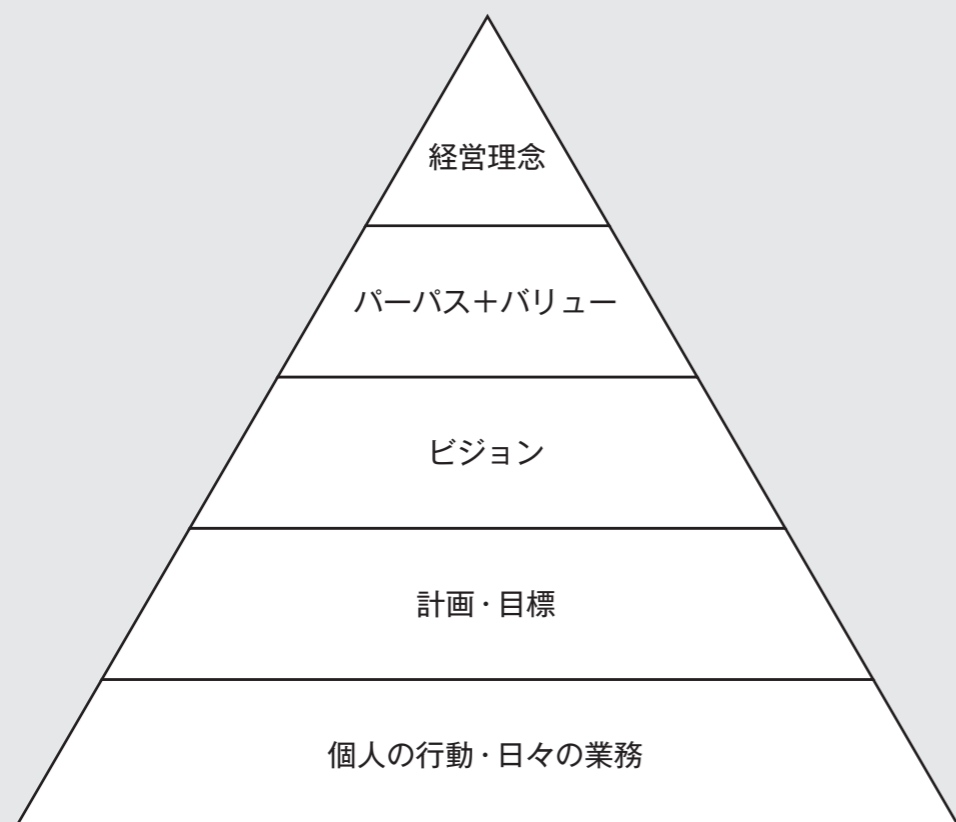 経営理念
パーパス＋バリュー
ビジョン
計画・目標
個人の行動・日々の業務